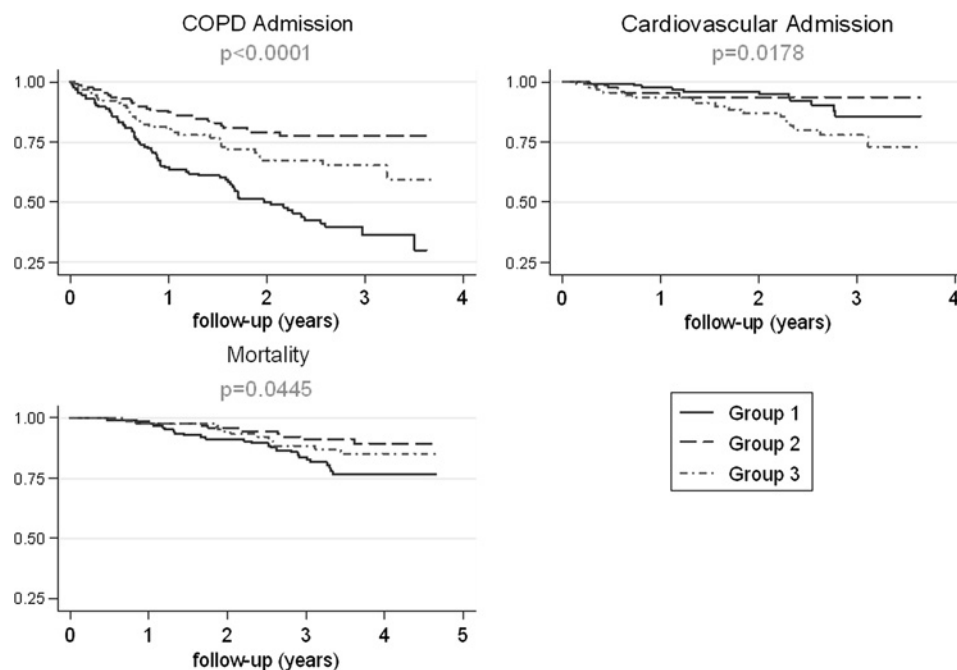 COPD Admission
p<0.0001
1.00
0.75
0.50
0.25
0 1 2 3 4
follow-up (years)
Cardiovascular Admission
p=0.0178
1.00
0.75
0.50
0.25
0 1 2 3 4
follow-up (years)
Mortality
p=0.0445
1.00
0.75
0.50
0.25
0 1 2 3 4 5
follow-up (years)
Group 1
Group 2
Group 3